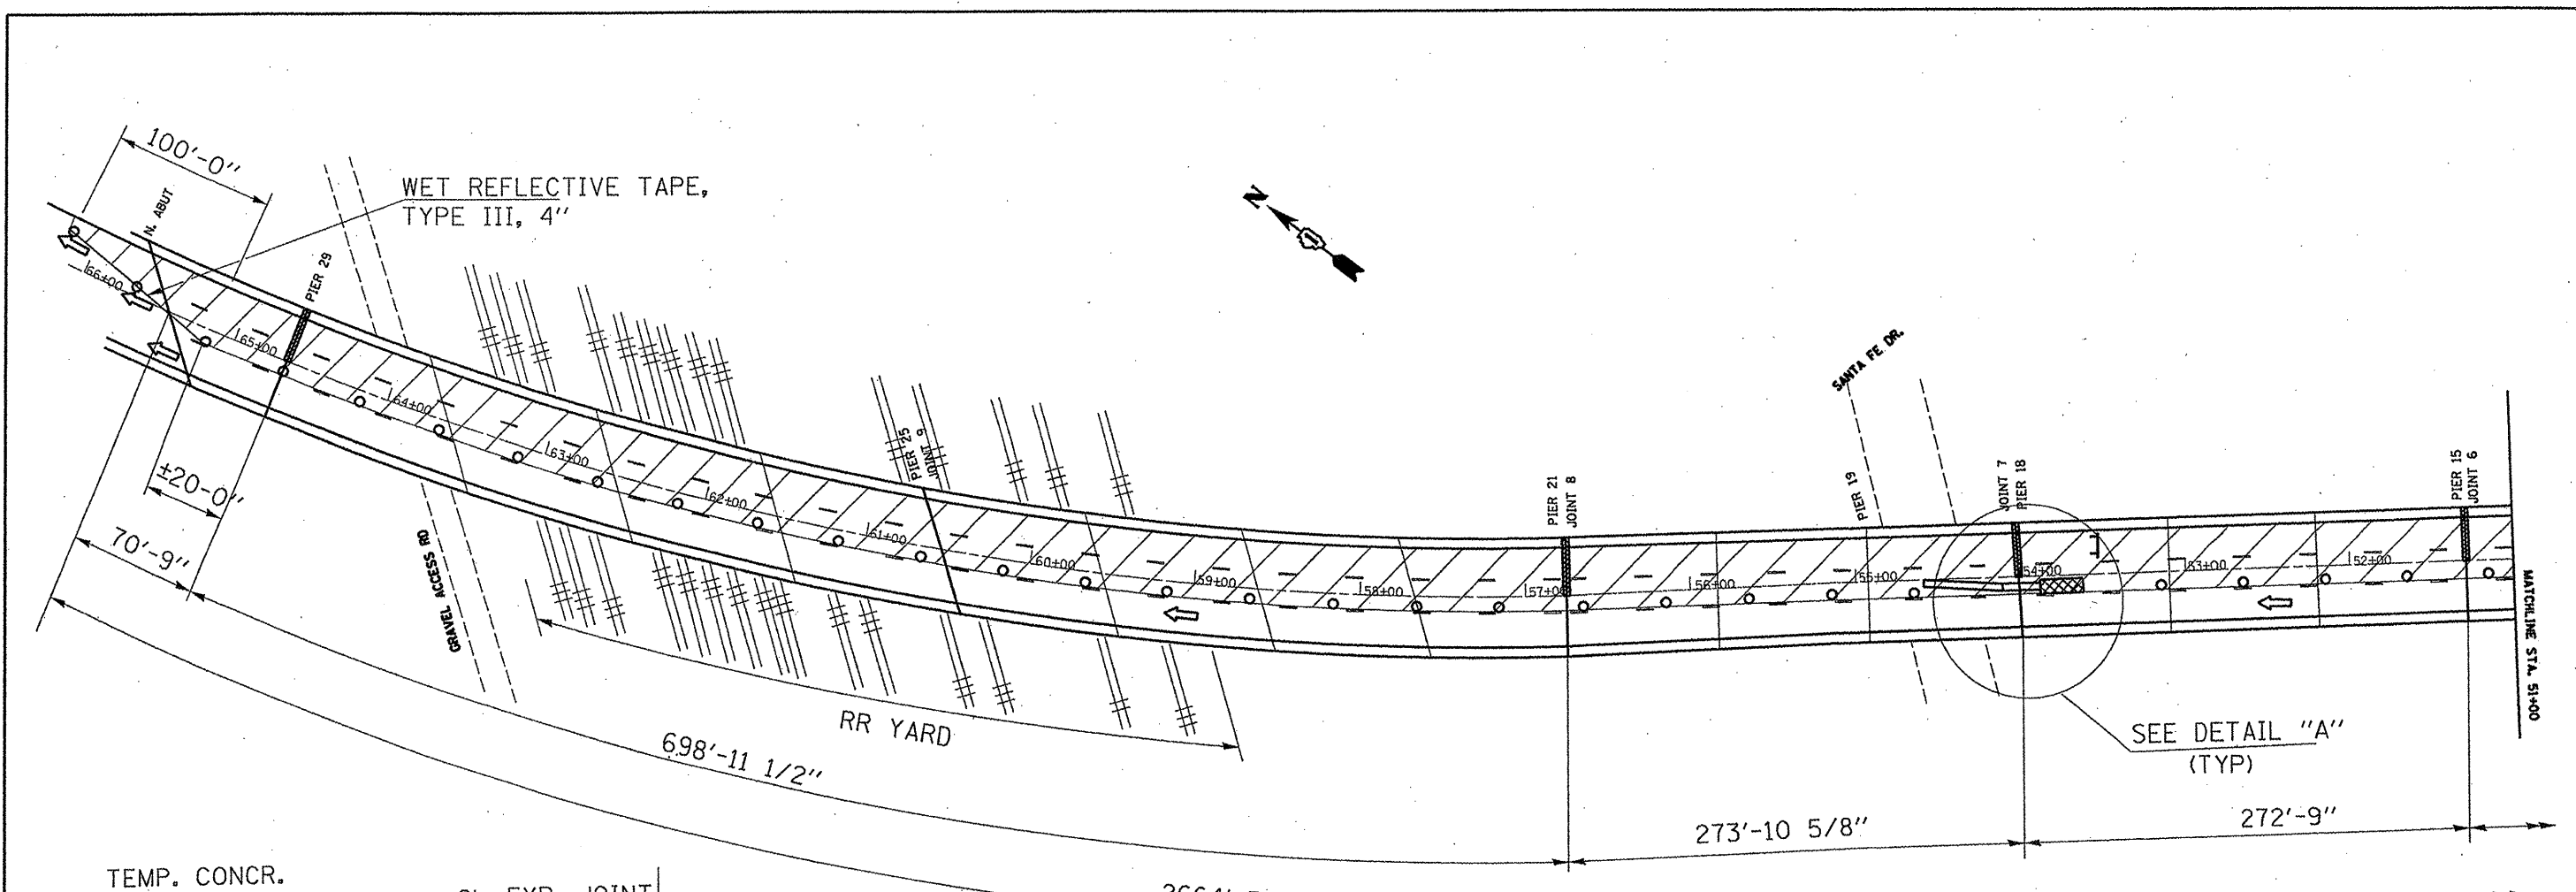 100'-0"
N. ABUT
WET REFLECTIVE TAPE,
TYPE III, 4"
PIER 29
N
66+00
65+00
64+00
63+00
62+00
61+00
60+00
59+00
58+00
57+00
56+00
55+00
54+00
53+00
52+00
PIER 25
JOINT 9
PIER 21
JOINT 8
SANTA FE DR.
PIER 19
JOINT 7
PIER 18
PIER 15
JOINT 6
MATCHLINE STA. 51+00
±20-0"
70'-9"
GRAVEL ACCESS RD
RR YARD
698'-11 1/2"
SEE DETAIL "A"
(TYP)
273'-10 5/8"
272'-9"
TEMP. CONCR.
EXP. JOINT